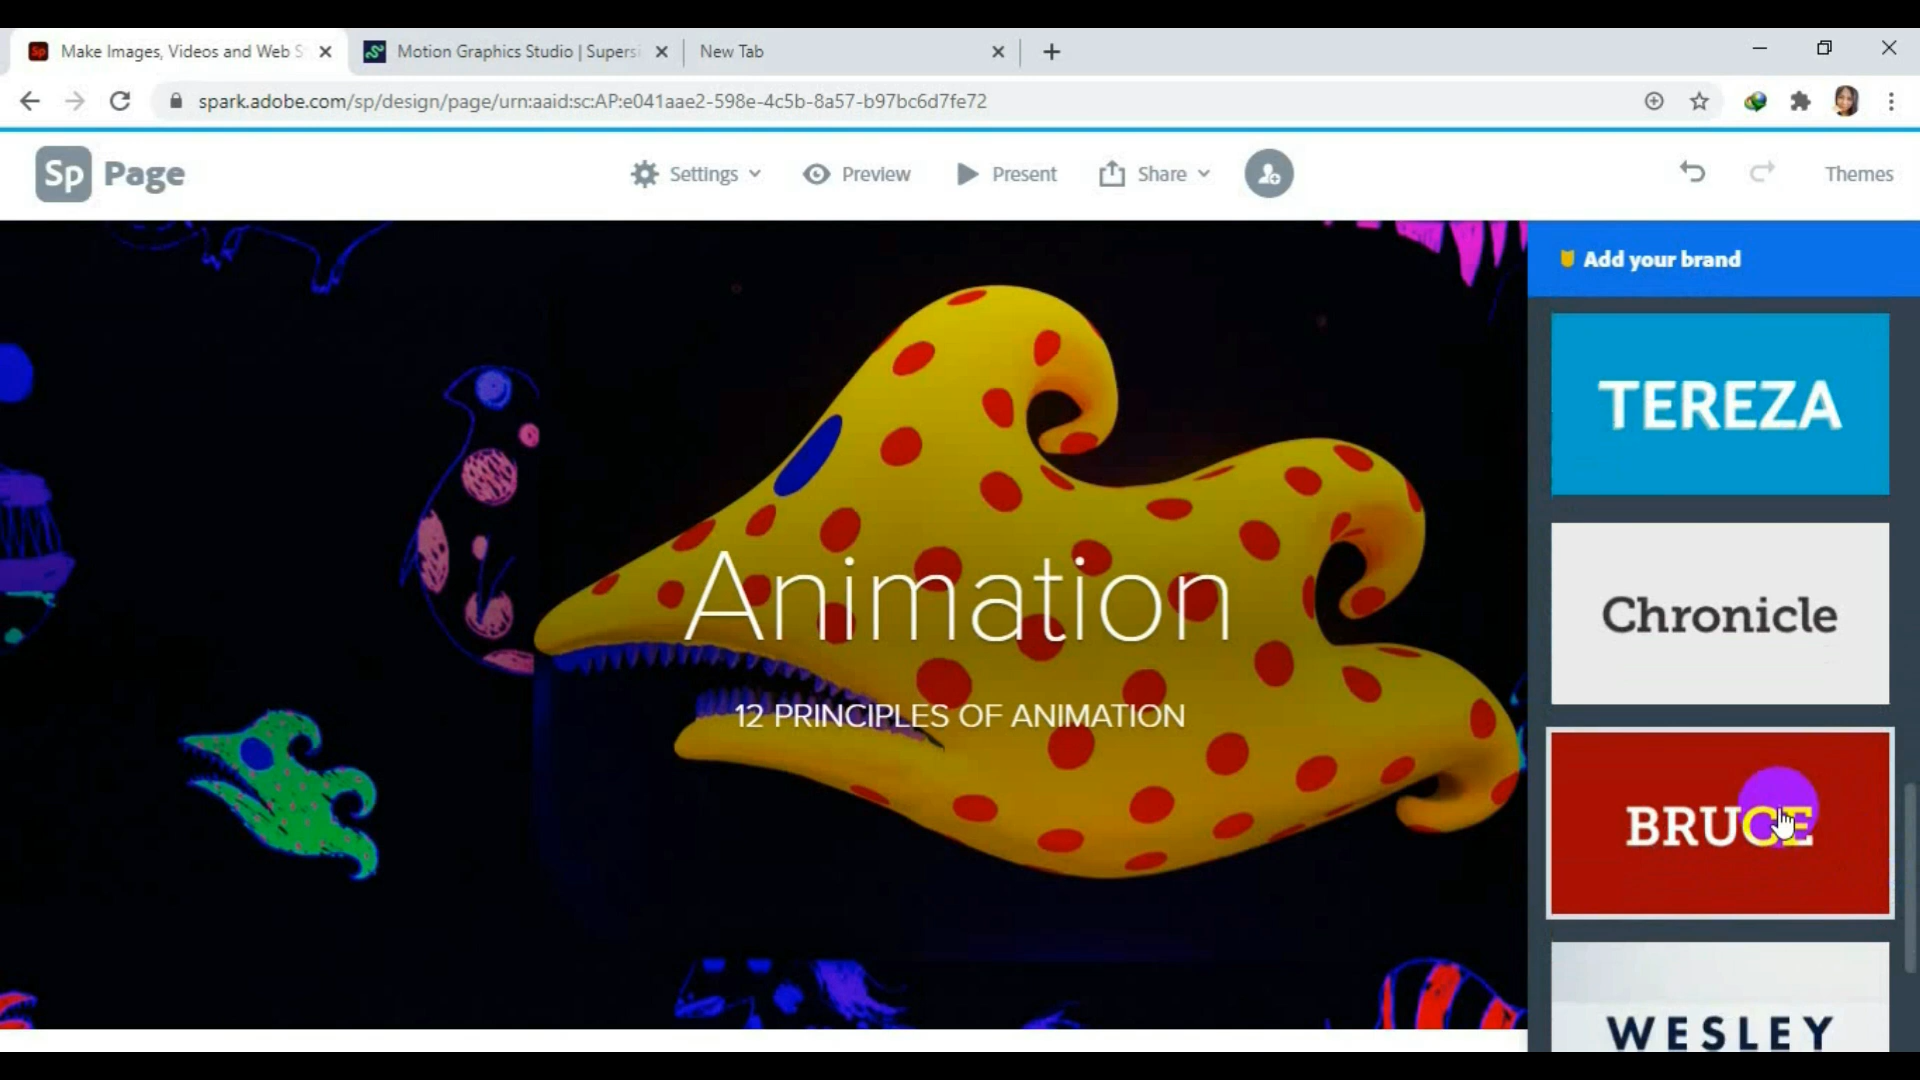 Make Images, Videos and Web S
Motion Graphics Studio | Supersi
New Tab
spark.adobe.com/sp/design/page/urn:aaid:sc:AP:e041aae2-598e-4c5b-8a57-b97bc6d7fe72
Sp Page
Settings
Preview
Present
Share
Themes
Add your brand
TEREZA
Chronicle
Animation
12 PRINCIPLES OF ANIMATION
BRUCE
WESLEY